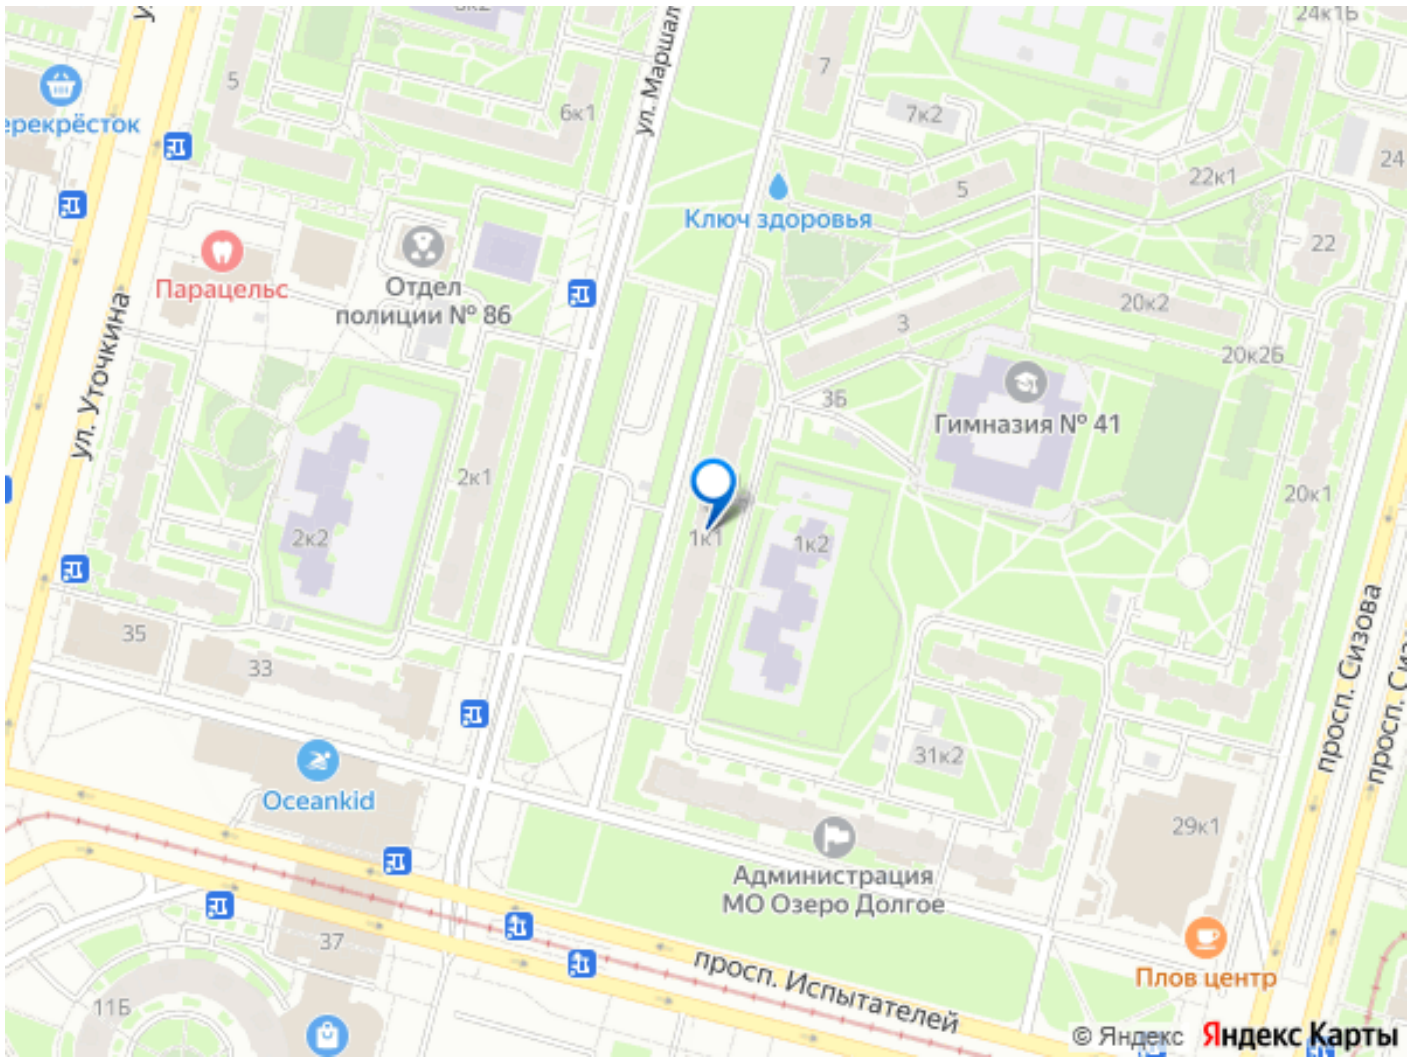 24к1Б
5
7
ул. Маршал
6к1
7к2
ерекрёсток
24
22к1
5
Ключ здоровья
22
Парацельс
Отдел
полиции № 86
20к2
3
20к2Б
ул. Уточкина
3Б
Гимназия № 41
2к1
20к1
2к2
1к1
1к2
35
33
просп. Сизова
просп. Сиз
31к2
Oceankid
29к1
Администрация
МО Озеро Долгое
37
просп. Испытателей
Плов центр
11Б
© Яндекс Яндекс Карты